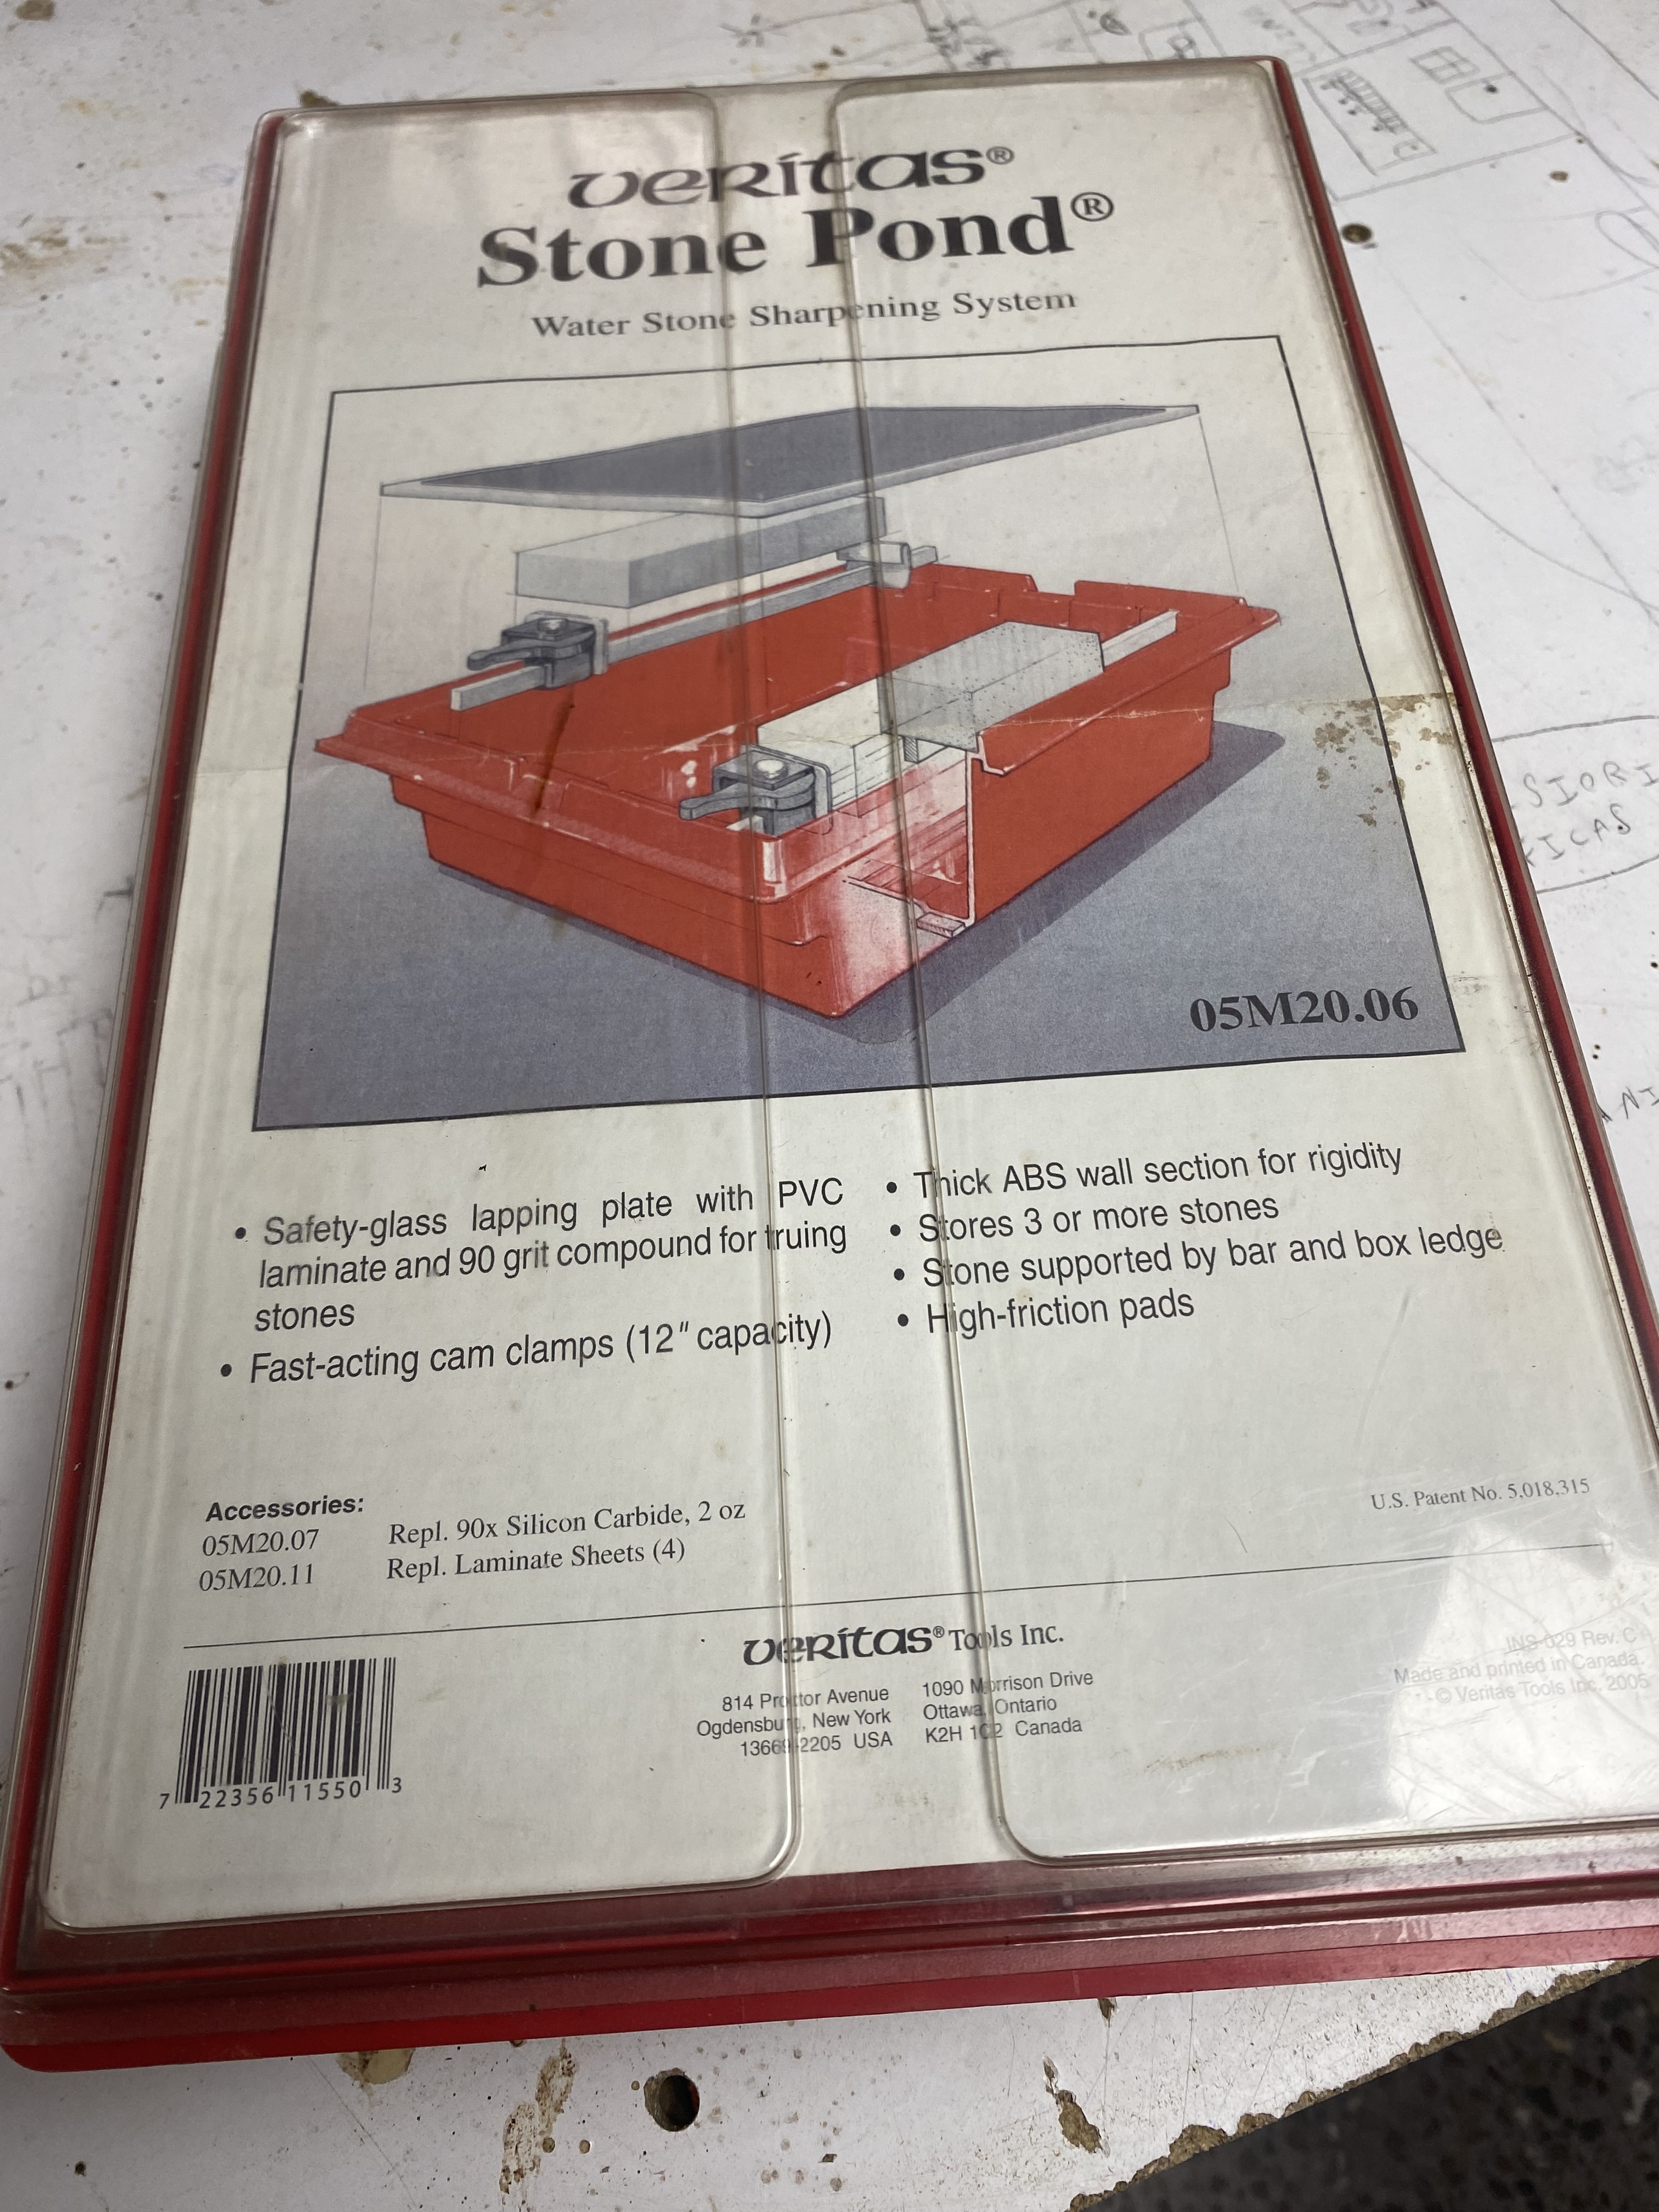 veritas®
Stone Pond®
Water Stone Sharpening System
05M20.06
• Safety-glass lapping plate with PVC
laminate and 90 grit compound for truing
stones
• Fast-acting cam clamps (12" capacity)
• Thick ABS wall section for rigidity
• Stores 3 or more stones
• Stone supported by bar and box ledge
• High-friction pads
Accessories:
05M20.07 Repl. 90x Silicon Carbide, 2 oz
05M20.11 Repl. Laminate Sheets (4)
U.S. Patent No. 5,018,315
veritas® Tools Inc.
814 Proctor Avenue
Ogdensburg, New York
13669-2205 USA
1090 Morrison Drive
Ottawa, Ontario
K2H 1C2 Canada
INS-029 Rev. C
Made and printed in Canada.
© Veritas Tools Inc. 2005
7 22356 11550 3